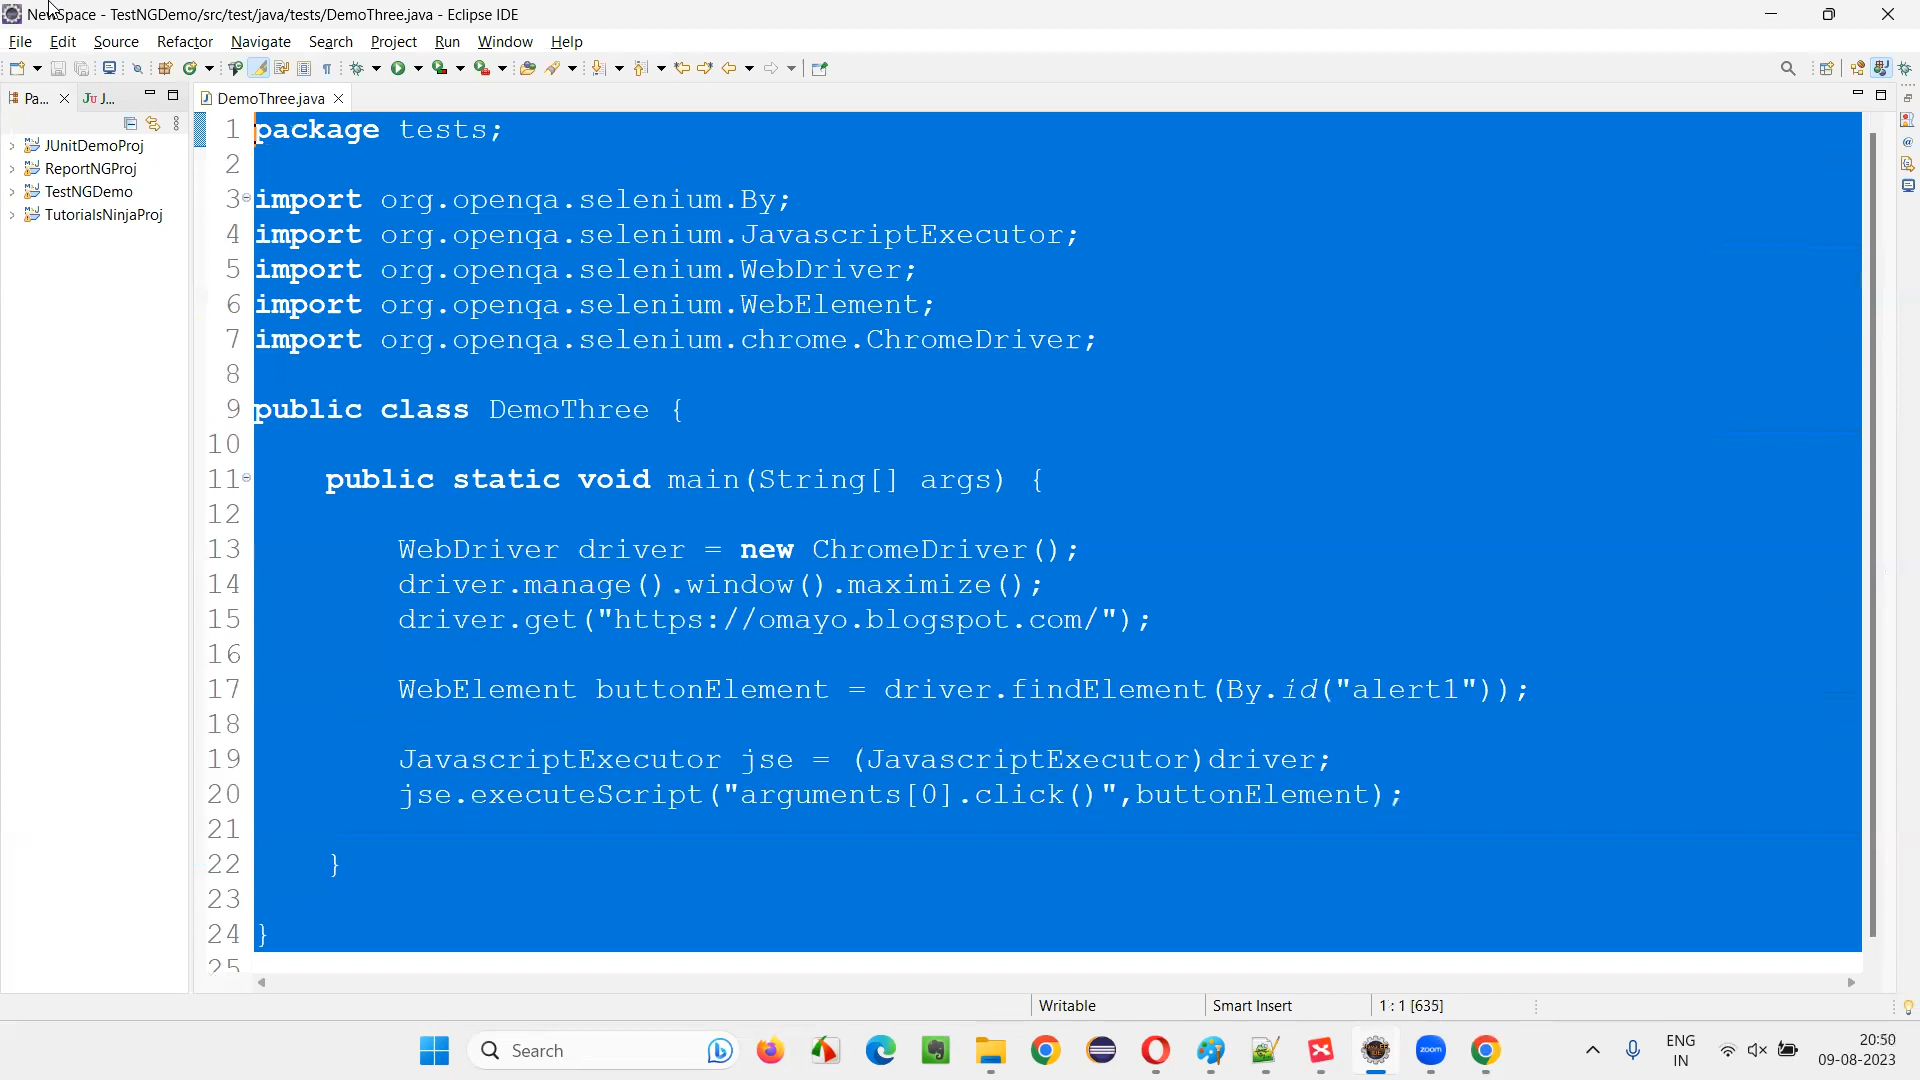 NewSpace - TestNGDemo/src/test/java/tests/DemoThree.java - Eclipse IDE
File Edit Source Refactor Navigate Search Project Run Window Help
Pa... JU J... DemoThree.java
JUnitDemoProj
ReportNGProj
TestNGDemo
TutorialsNinjaProj
1 package tests;
2
3 import org.openqa.selenium.By;
4 import org.openqa.selenium.JavascriptExecutor;
5 import org.openqa.selenium.WebDriver;
6 import org.openqa.selenium.WebElement;
7 import org.openqa.selenium.chrome.ChromeDriver;
8
9 public class DemoThree {
10
11 public static void main(String[] args) {
12
13 WebDriver driver = new ChromeDriver();
14 driver.manage().window().maximize();
15 driver.get("https://omayo.blogspot.com/");
16
17 WebElement buttonElement = driver.findElement(By.id("alert1"));
18
19 JavascriptExecutor jse = (JavascriptExecutor)driver;
20 jse.executeScript("arguments[0].click()",buttonElement);
21
22 }
23
24 }
25
Writable Smart Insert 1 : 1 [635]
Search zoom ENG 20:50
IN 09-08-2023